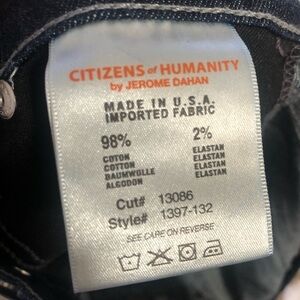 CITIZENS of HUMANITY
by JEROME DAHAN
MADE IN U.S.A.
IMPORTED FABRIC
98% 2%
COTON ELASTAN
COTTON ELASTAN
BAUMWOLLE ELASTAN
ALGODON ELASTAN
Cut# 13086
Style# 1397-132
SEE CARE ON REVERSE